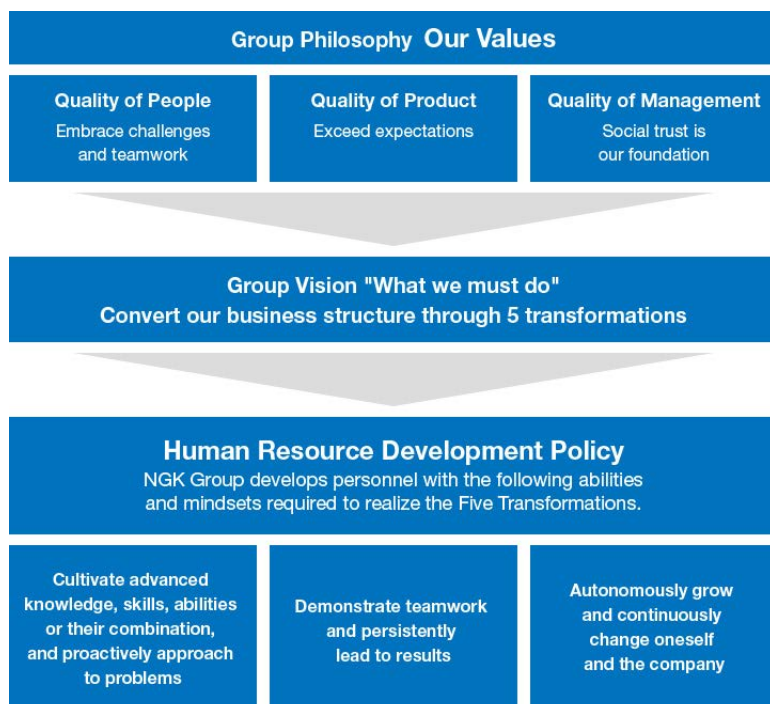 Group Philosophy Our Values
Quality of People
Embrace challenges
and teamwork
Quality of Product
Exceed expectations
Quality of Management
Social trust is
our foundation
Group Vision "What we must do"
Convert our business structure through 5 transformations
Human Resource Development Policy
NGK Group develops personnel with the following abilities
and mindsets required to realize the Five Transformations.
Cultivate advanced
knowledge, skills, abilities
or their combination,
and proactively approach
to problems
Demonstrate teamwork
and persistently
lead to results
Autonomously grow
and continuously
change oneself
and the company